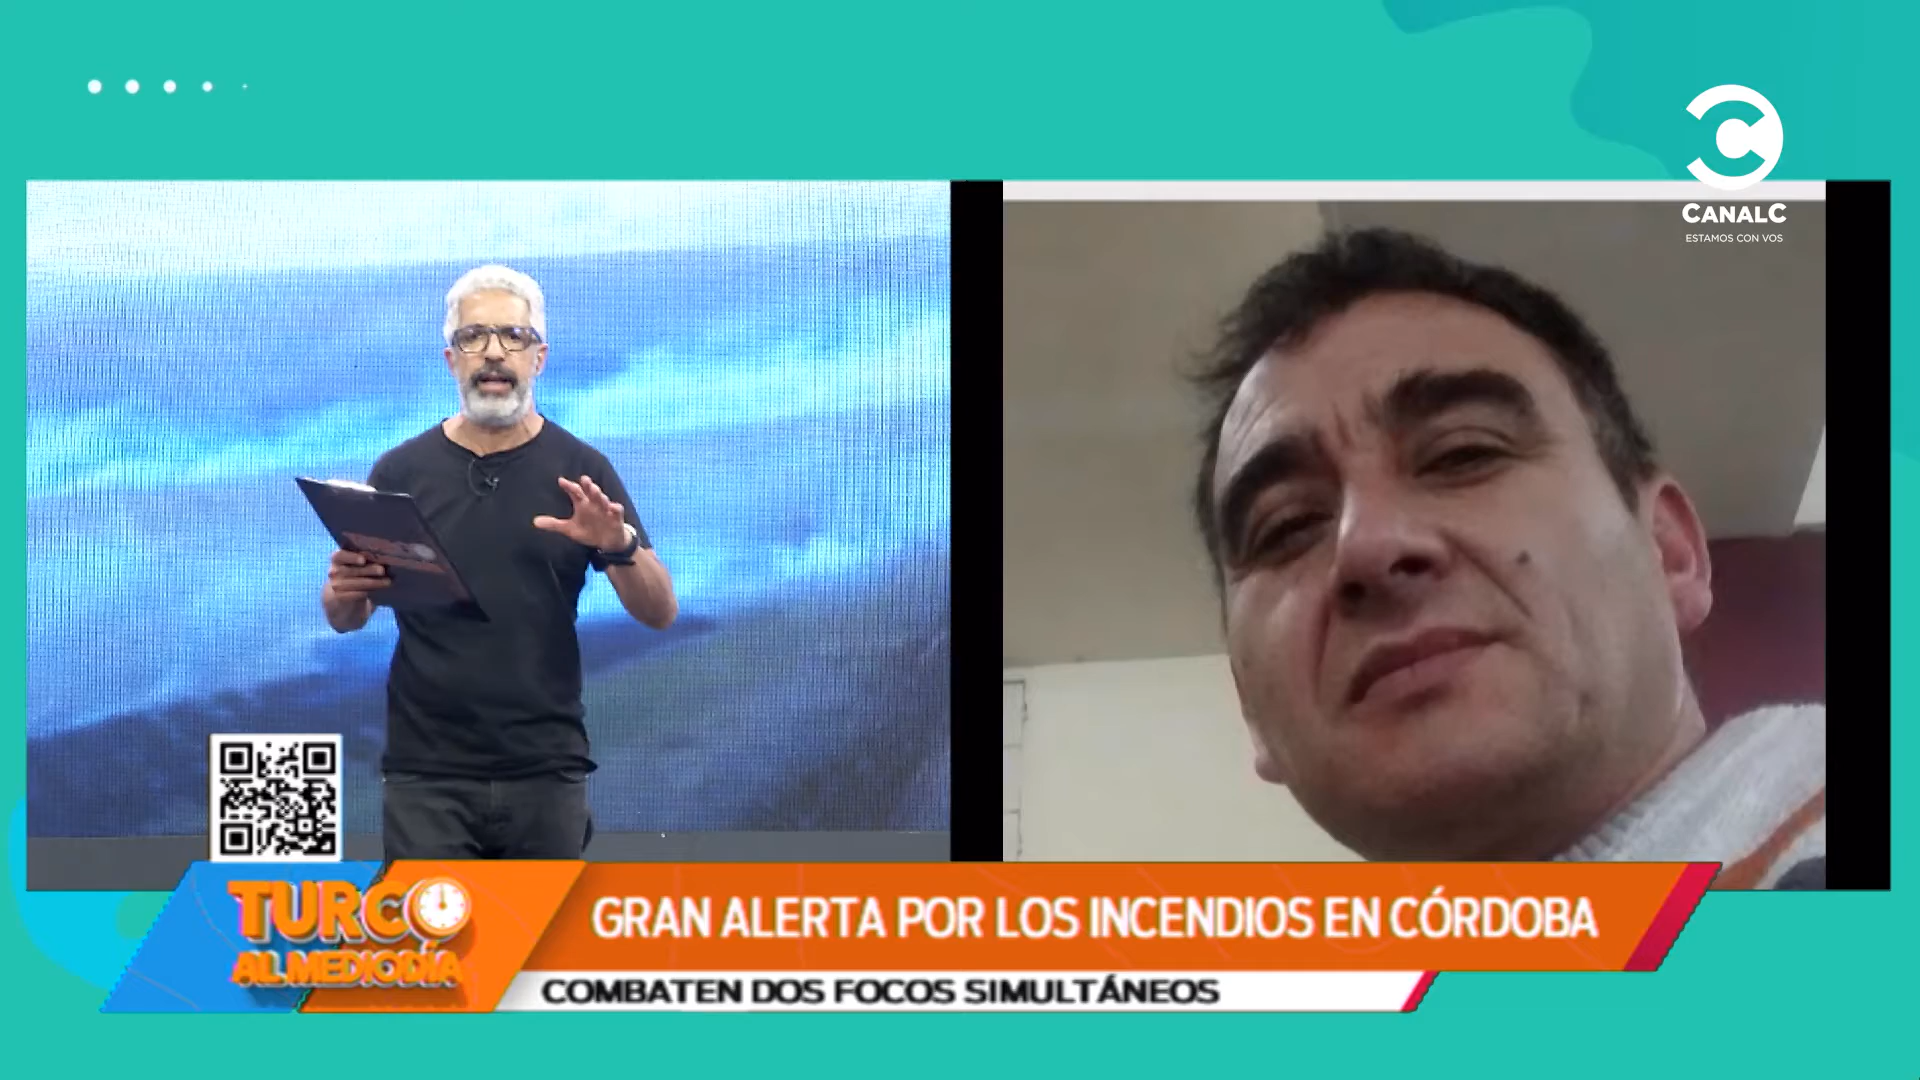 CANALC
ESTAMOS CON VOS
TURCO
AL MEDIODÍA
GRAN ALERTA POR LOS INCENDIOS EN CÓRDOBA
COMBATEN DOS FOCOS SIMULTÁNEOS